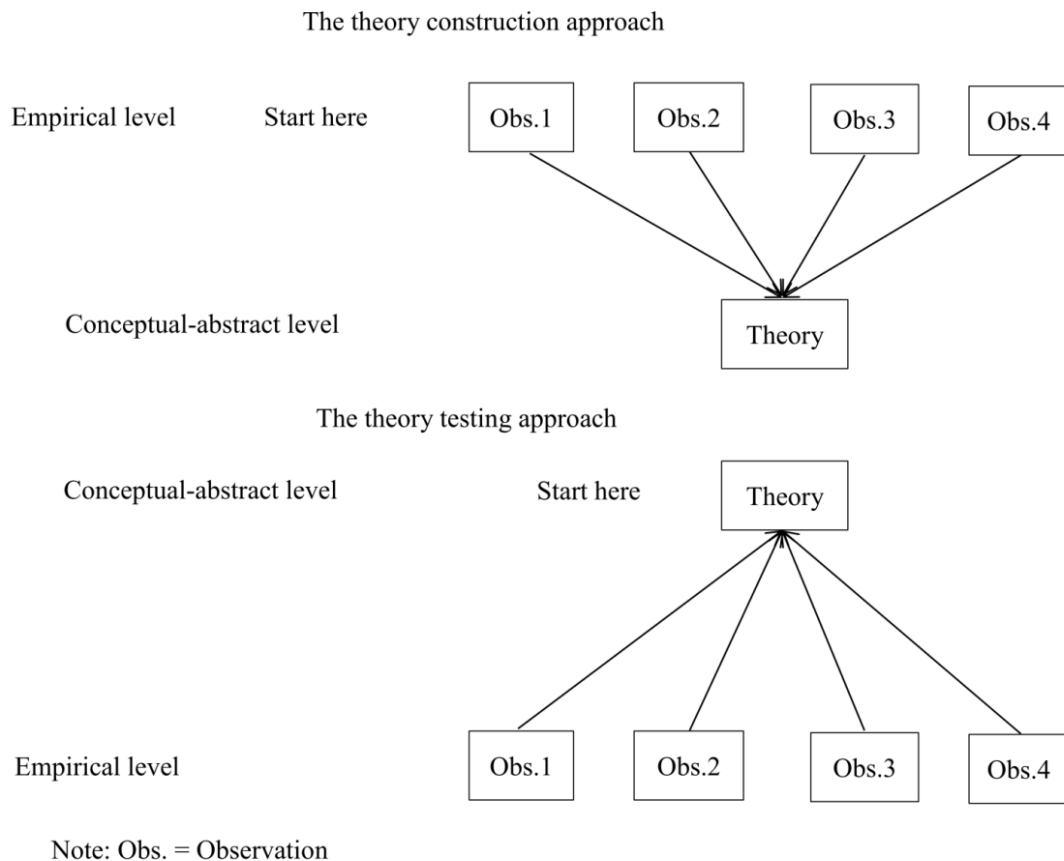 The theory construction approach
Empirical level Start here Obs.1 Obs.2 Obs.3 Obs.4
Conceptual-abstract level Theory
The theory testing approach
Conceptual-abstract level Start here Theory
Empirical level Obs.1 Obs.2 Obs.3 Obs.4
Note: Obs. = Observation